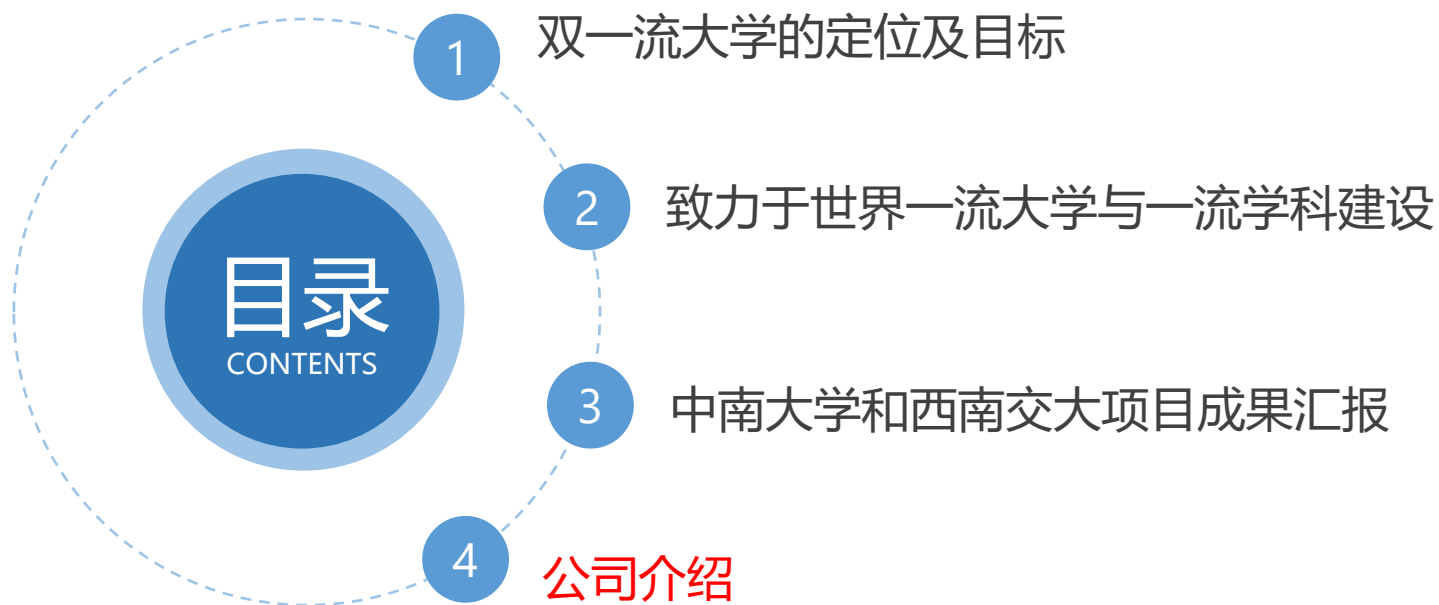 目录
CONTENTS
1
双一流大学的定位及目标
2
致力于世界一流大学与一流学科建设
3
中南大学和西南交大项目成果汇报
4
公司介绍